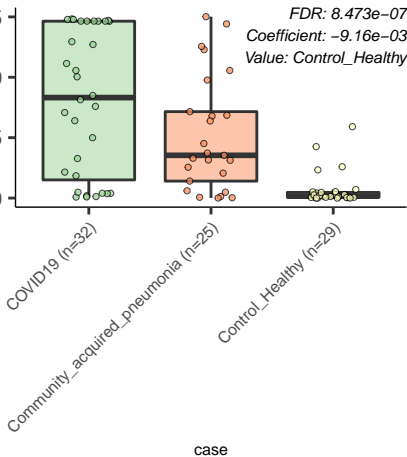 FDR: 8.473e−07
Coefficient: −9.16e−03
Value: Control_Healthy
COVID19 (n=32)
Community_acquired_pneumonia (n=25)
Control_Healthy (n=29)
case